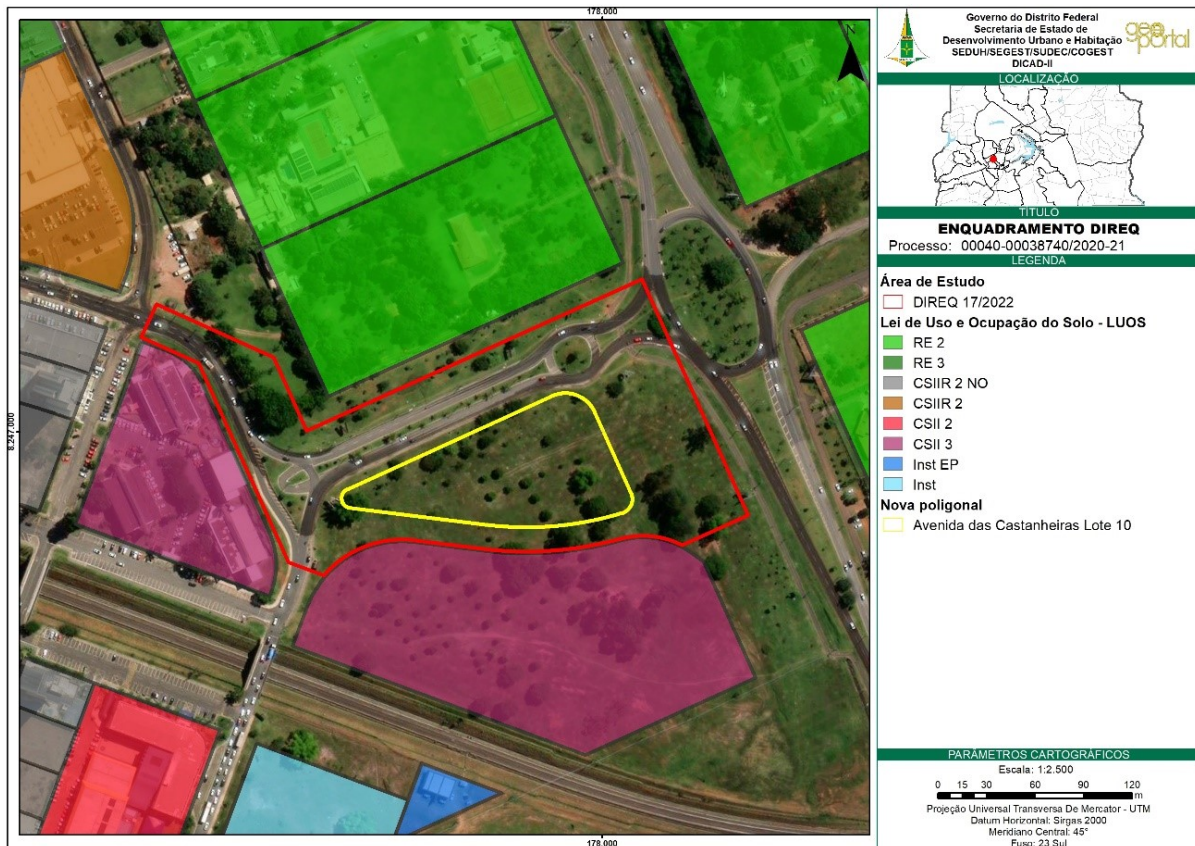 178.000
8.247.000
N
178.000
Governo do Distrito Federal
Secretaria de Estado de
Desenvolvimento Urbano e Habitação
SEDUH/SEGEST/SUDEC/COGEST
DICAD-II
geo
portal
LOCALIZAÇÃO
TITULO
ENQUADRAMENTO DIREQ
Processo: 00040-00038740/2020-21
LEGENDA
Área de Estudo
DIREQ 17/2022
Lei de Uso e Ocupação do Solo - LUOS
RE 2
RE 3
CSIIR 2 NO
CSIIR 2
CSII 2
CSII 3
Inst EP
Inst
Nova poligonal
Avenida das Castanheiras Lote 10
PARÂMETROS CARTOGRÁFICOS
Escala: 1:2.500
0 15 30 60 90 120
m
Projeção Universal Transversa De Mercator - UTM
Datum Horizontal: Sirgas 2000
Meridiano Central: 45°
Fuso: 23 Sul